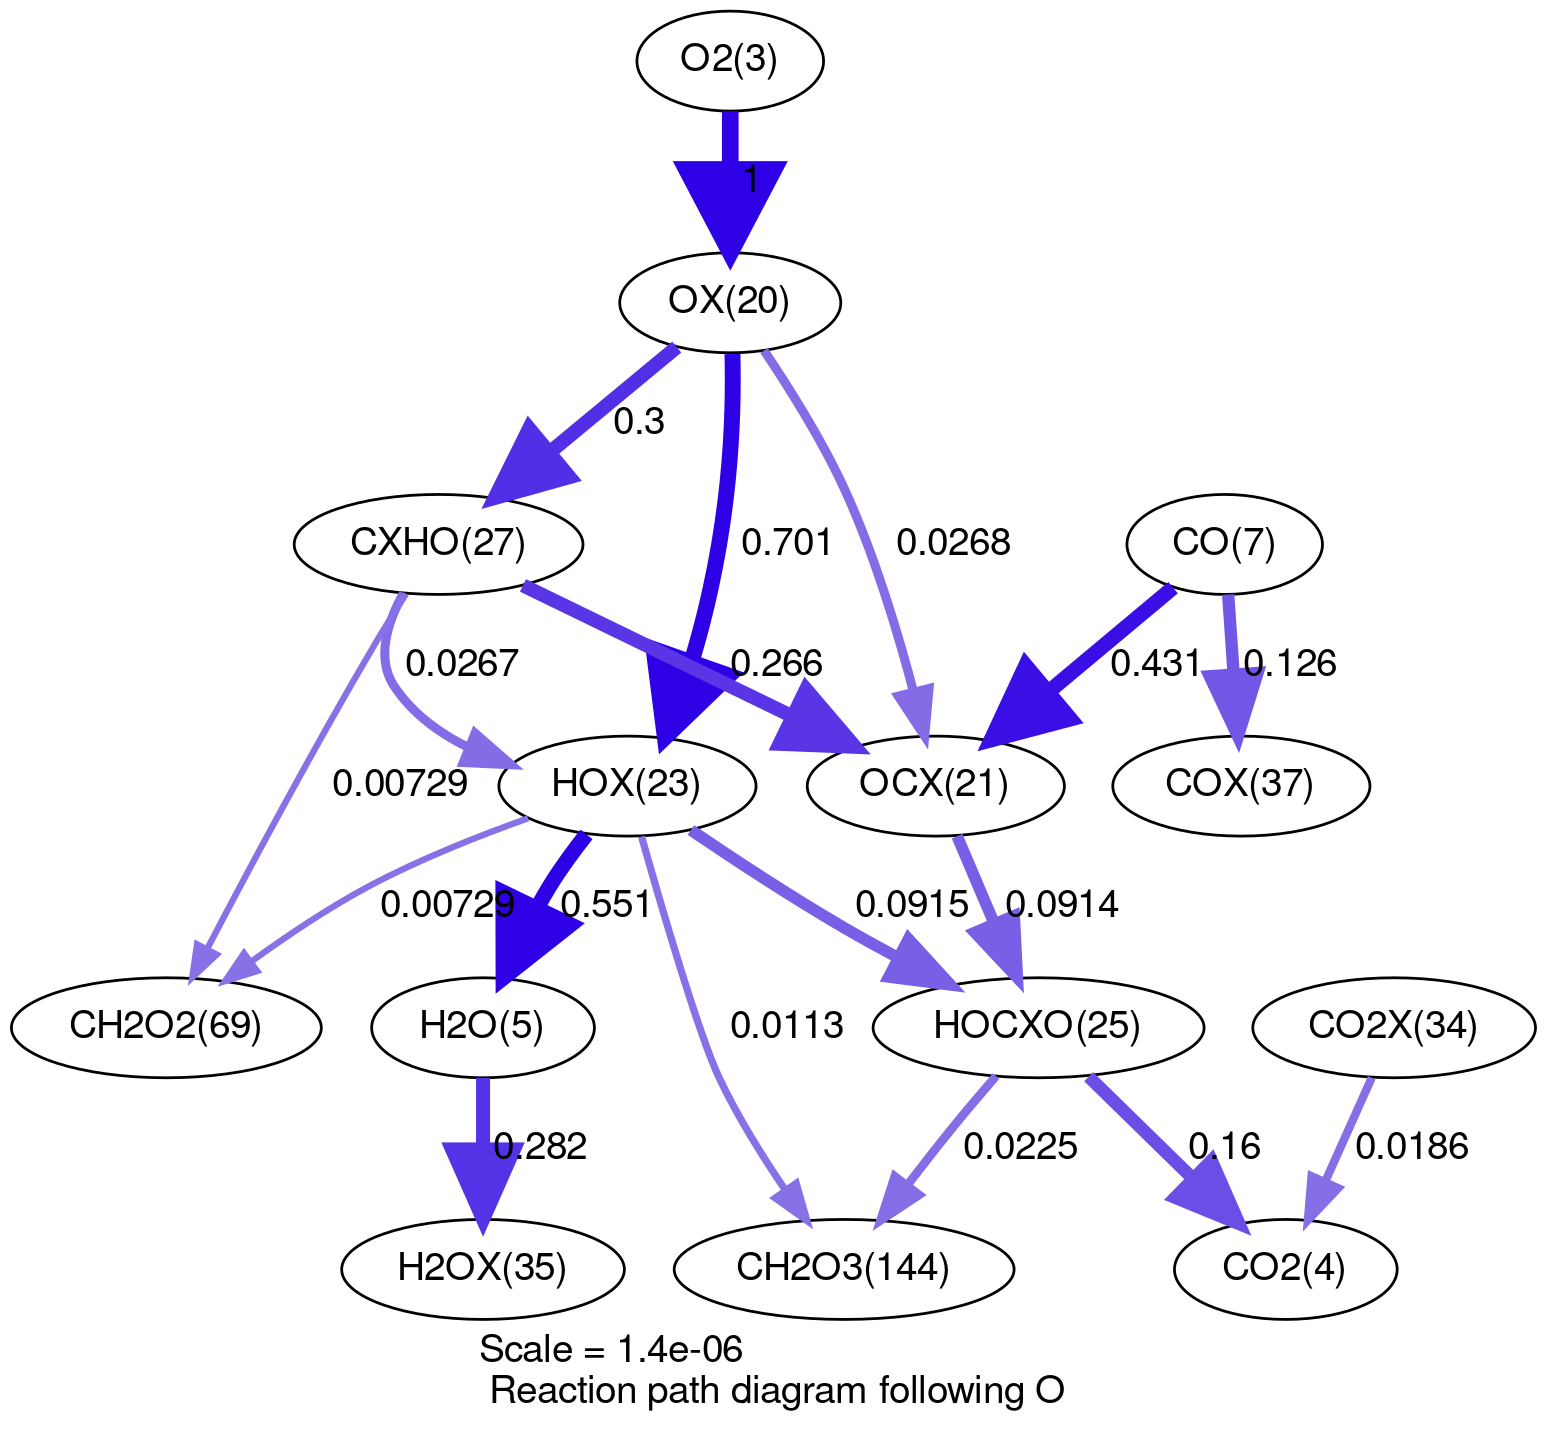 O2(3)
1
OX(20)
0.3
CXHO(27)
0.701
0.0268
CO(7)
0.0267
0.266
0.431
0.126
0.00729
HOX(23)
OCX(21)
COX(37)
0.00729
0.551
0.0915
0.0914
CH2O2(69)
H2O(5)
0.0113
HOCXO(25)
CO2X(34)
0.282
0.0225
0.16
0.0186
H2OX(35)
CH2O3(144)
CO2(4)
Scale = 1.4e-06
Reaction path diagram following O